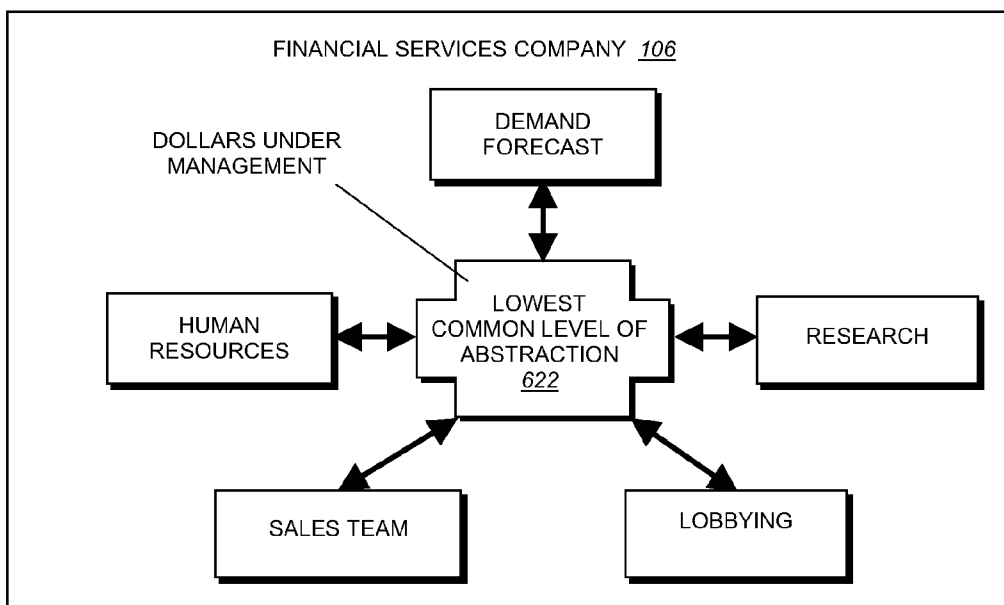 FINANCIAL SERVICES COMPANY 106
DEMAND
FORECAST
DOLLARS UNDER
MANAGEMENT
HUMAN
RESOURCES
LOWEST
COMMON LEVEL OF
ABSTRACTION
622
RESEARCH
SALES TEAM
LOBBYING